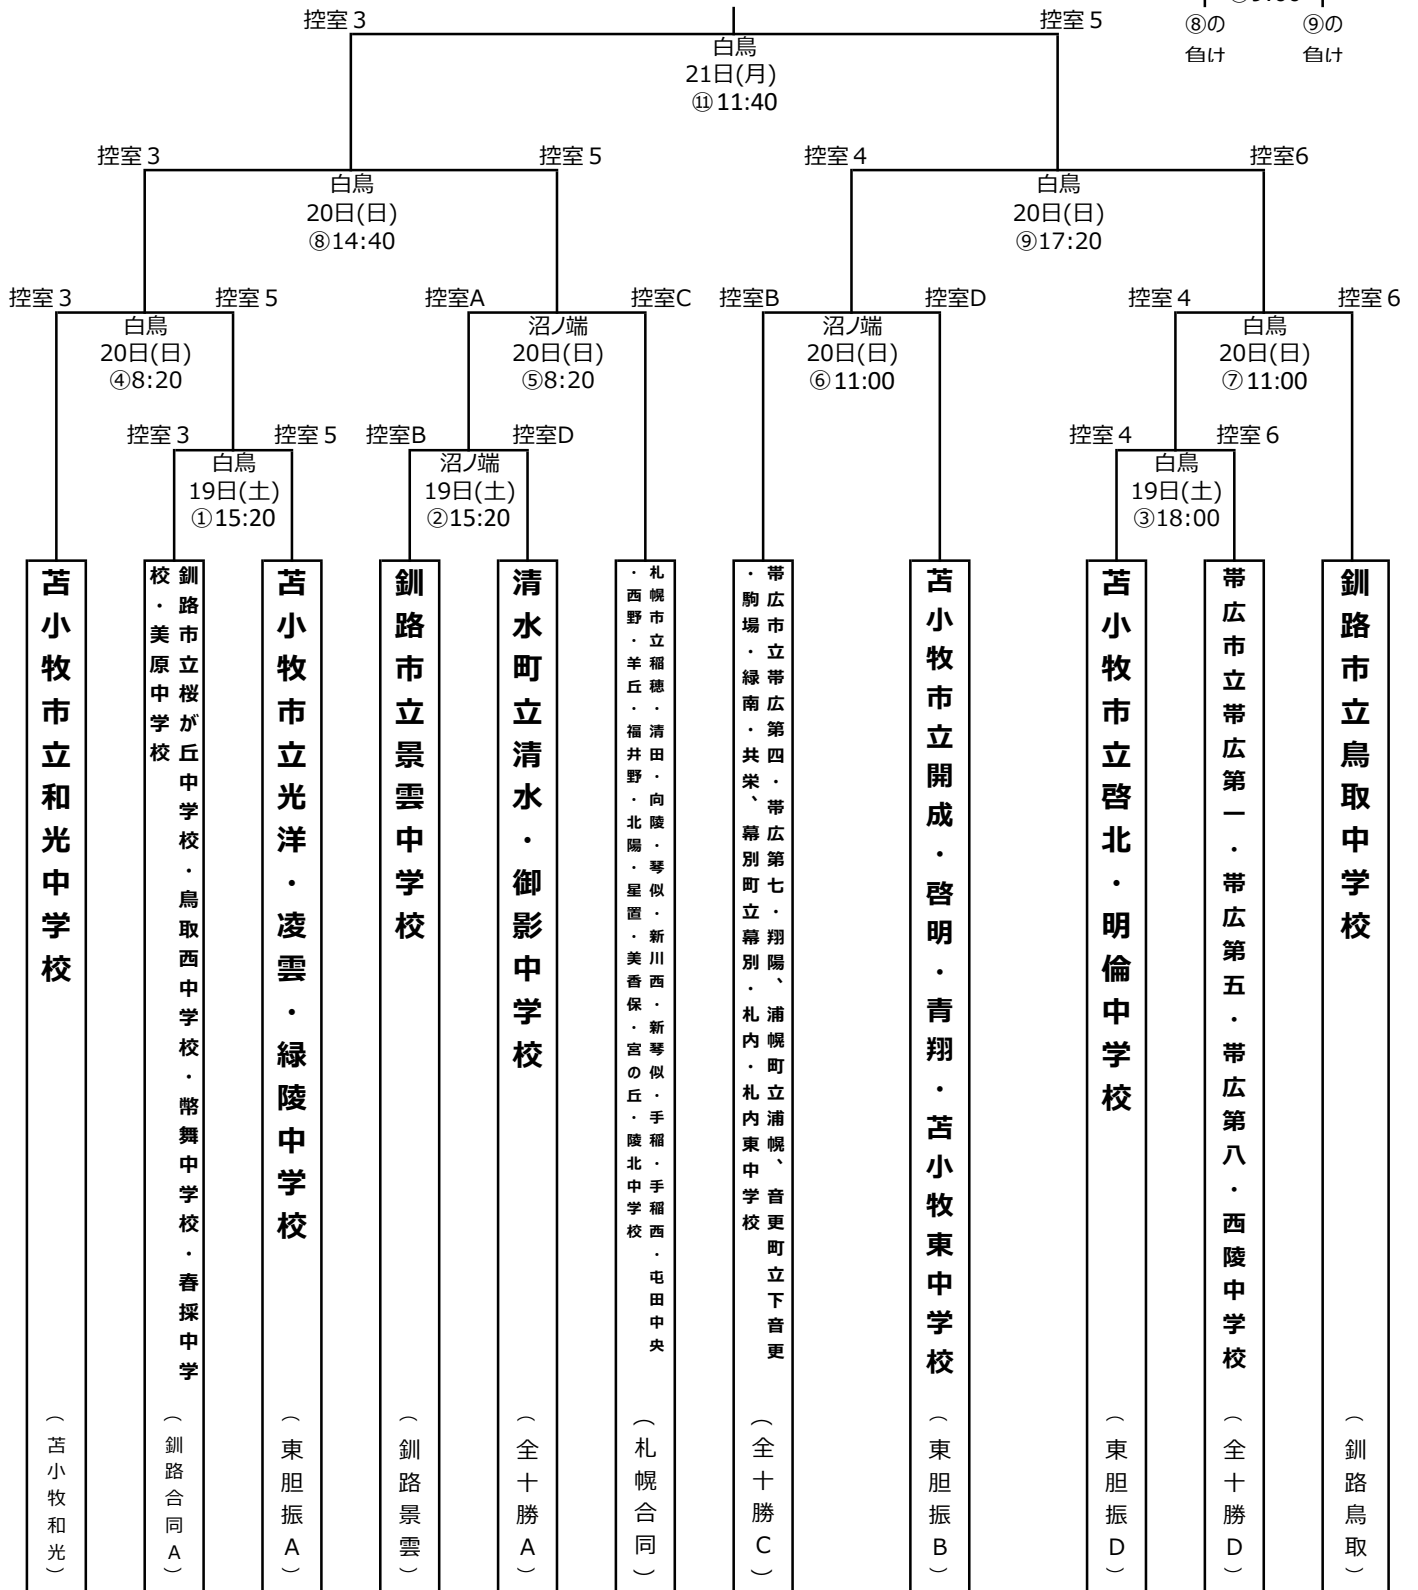 控室３
控室５
⑧の
負け
⑨の
負け
白鳥
21日(月)
⑪11:40
控室３
控室５
控室４
控室6
白鳥
20日(日)
⑧14:40
白鳥
20日(日)
⑨17:20
控室３
控室５
控室A
控室C
控室B
控室D
控室４
控室６
白鳥
20日(日)
④8:20
沼ノ端
20日(日)
⑤8:20
沼ノ端
20日(日)
⑥11:00
白鳥
20日(日)
⑦11:00
控室３
控室５
控室B
控室D
控室４
控室６
白鳥
19日(土)
①15:20
沼ノ端
19日(土)
②15:20
白鳥
19日(土)
③18:00
苫小牧市立和光中学校
（苫小牧和光）
釧路市立桜が丘中学校・鳥取西中学校・幣舞中学校・春採中学
校・美原中学校
（釧路合同A）
苫小牧市立光洋・凌雲・緑陵中学校
（東胆振A）
釧路市立景雲中学校
（釧路景雲）
清水町立清水・御影中学校
（全十勝A）
札幌市立稲穂・清田・向陵・琴似・新川西・新琴似・手稲・手稲西・屯田中央
・西野・羊丘・福井野・北陽・星置・美香保・宮の丘・陵北中学校
（札幌合同）
帯広市立帯広第四・帯広第七・翔陽、浦幌町立浦幌、音更町立下音更
・駒場・緑南・共栄、幕別町立幕別・札内・札内東中学校
（全十勝C）
苫小牧市立開成・啓明・青翔・苫小牧東中学校
（東胆振B）
苫小牧市立啓北・明倫中学校
（東胆振D）
帯広市立帯広第一・帯広第五・帯広第八・西陵中学校
（全十勝D）
釧路市立鳥取中学校
（釧路鳥取）